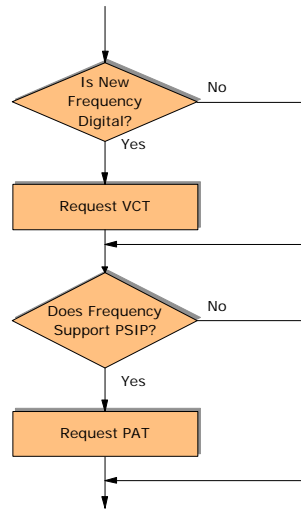 Is New
Frequency
Digital?
No
Yes
Request VCT
Does Frequency
Support PSIP?
No
Yes
Request PAT